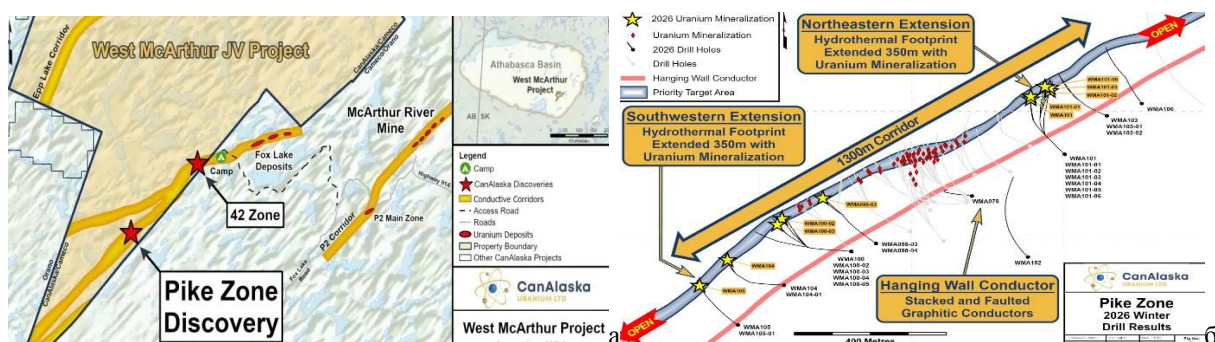 West McArthur JV Project
Epp Lake Corridor
CanAlaska/Cameco
Cameco/Orano
Athabasca Basin
West McArthur
Project
AB
SK
McArthur River
Mine
Fox Lake
Deposits
Camp
42 Zone
Highway 914
P2 Main Zone
P2 Corridor
Fox Lake
Road
Orano
CanAlaska/Cameco
Pike Zone
Discovery
Legend
Camp
CanAlaska Discoveries
Conductive Corridors
Access Road
Roads
Uranium Deposits
Property Boundary
Other CanAlaska Projects
CanAlaska
URANIUM LTD
West McArthur Project
а
2026 Uranium Mineralization
Uranium Mineralization
2026 Drill Holes
Drill Holes
Hanging Wall Conductor
Priority Target Area
Northeastern Extension
Hydrothermal Footprint
Extended 350m with
Uranium Mineralization
OPEN
Southwestern Extension
Hydrothermal Footprint
Extended 350m with
Uranium Mineralization
1300m Corridor
WMA101-02
WMA101-01
WMA101
WMA106
WMA103
WMA103-01
WMA103-02
WMA101
WMA101-01
WMA101-02
WMA101-03
WMA101-04
WMA101-05
WMA101-06
WMA098-03
WMA078
WMA100-02
WMA100-03
WMA098-03
WMA098-04
WMA100
WMA100-02
WMA100-03
WMA100-04
WMA100-05
WMA102
WMA104
WMA104
WMA104-01
WMA105
WMA105
WMA105-01
Hanging Wall Conductor
Stacked and Faulted
Graphitic Conductors
OPEN
400 Metres
CanAlaska
URANIUM LTD
Pike Zone
2026 Winter
Drill Results
б